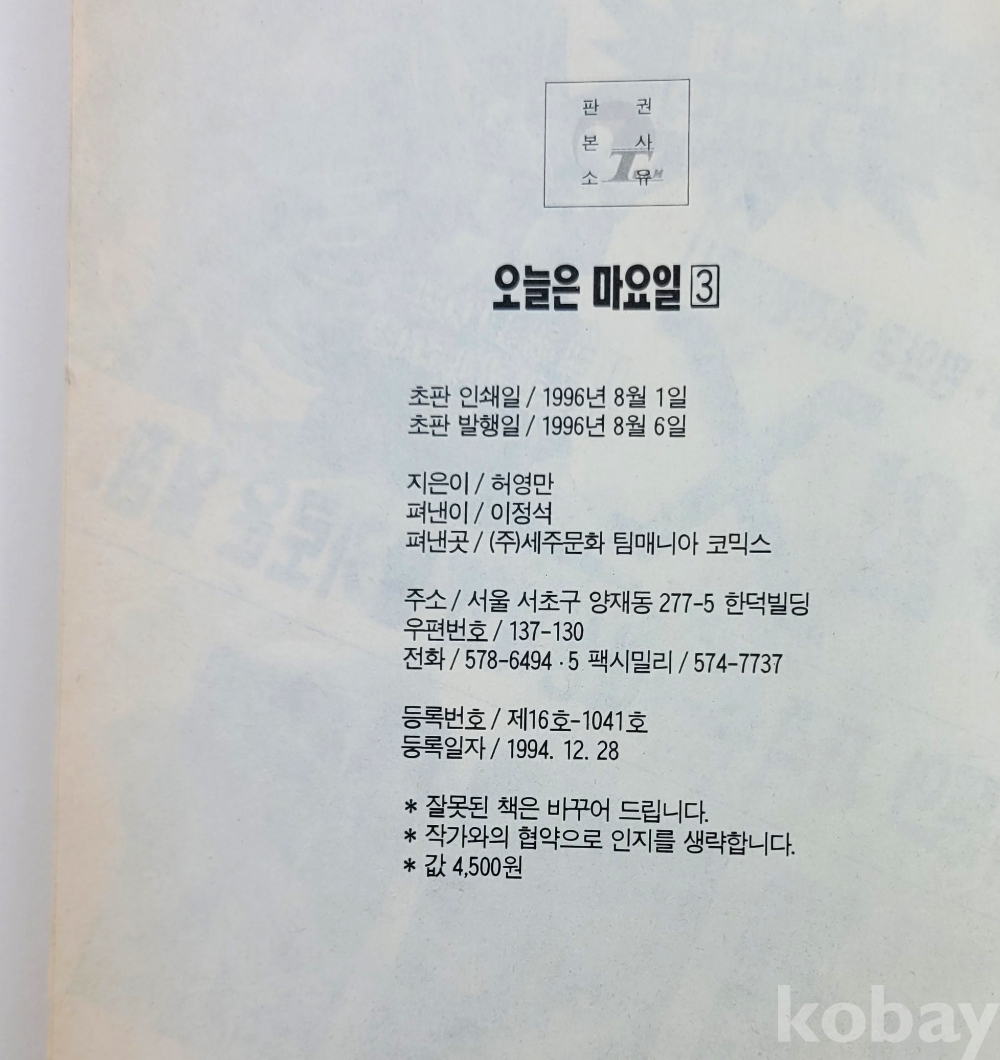 판 권
본 사
소 유
오늘은 마요일 3
초판 인쇄일 / 1996년 8월 1일
초판 발행일 / 1996년 8월 6일
지은이 / 허영만
펴낸이 / 이정석
펴낸곳 / (주)세주문화 팀매니아 코믹스
주소 / 서울 서초구 양재동 277-5 한덕빌딩
우편번호 / 137-130
전화 / 578-6494 · 5 팩시밀리 / 574-7737
등록번호 / 제16호-1041호
등록일자 / 1994. 12. 28
* 잘못된 책은 바꾸어 드립니다.
* 작가와의 협약으로 인지를 생략합니다.
* 값 4,500원
kobay